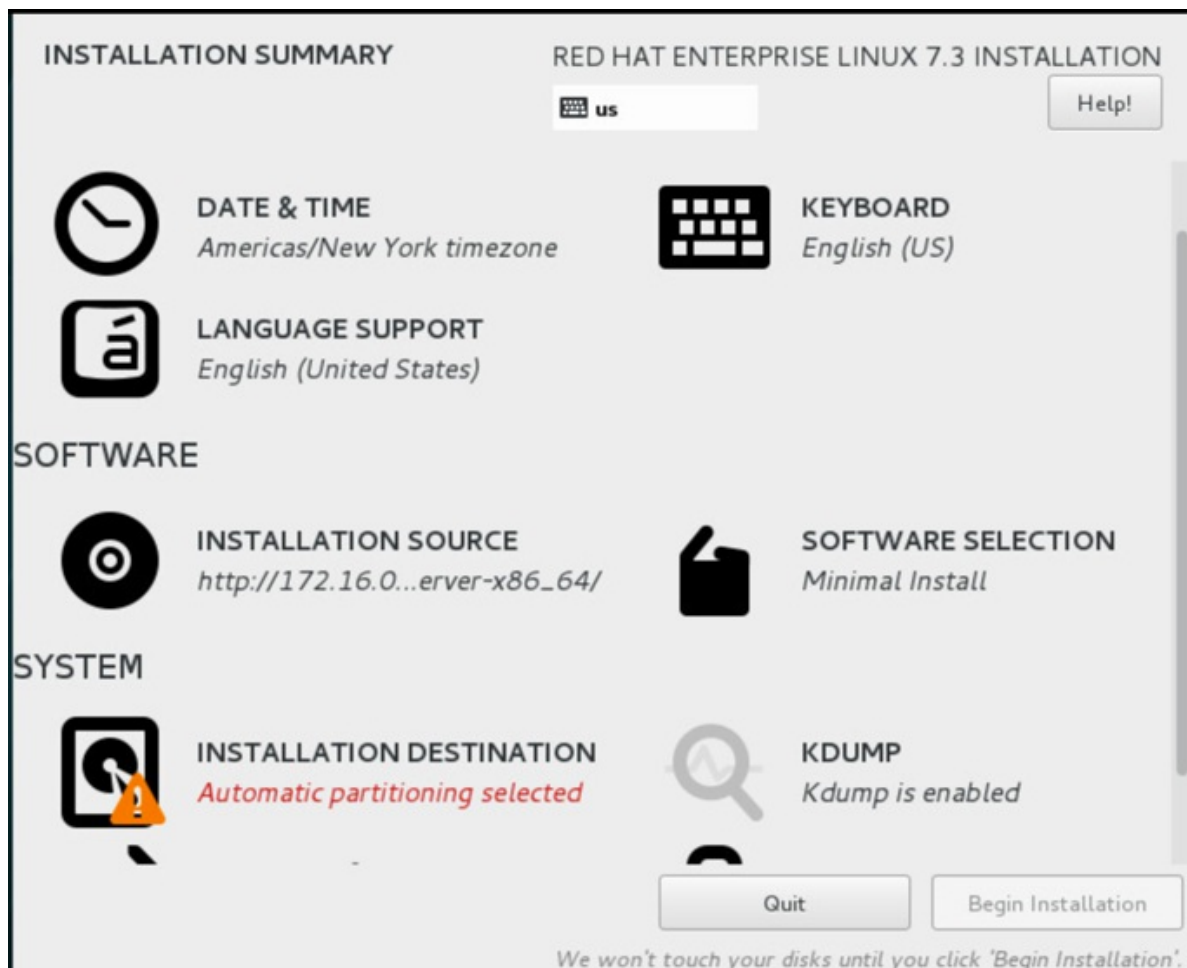 INSTALLATION SUMMARY
RED HAT ENTERPRISE LINUX 7.3 INSTALLATION
us
Help!
DATE & TIME
Americas/New York timezone
KEYBOARD
English (US)
LANGUAGE SUPPORT
English (United States)
SOFTWARE
INSTALLATION SOURCE
http://172.16.0...erver-x86_64/
SOFTWARE SELECTION
Minimal Install
SYSTEM
INSTALLATION DESTINATION
Automatic partitioning selected
KDUMP
Kdump is enabled
Quit
Begin Installation
We won't touch your disks until you click 'Begin Installation'.